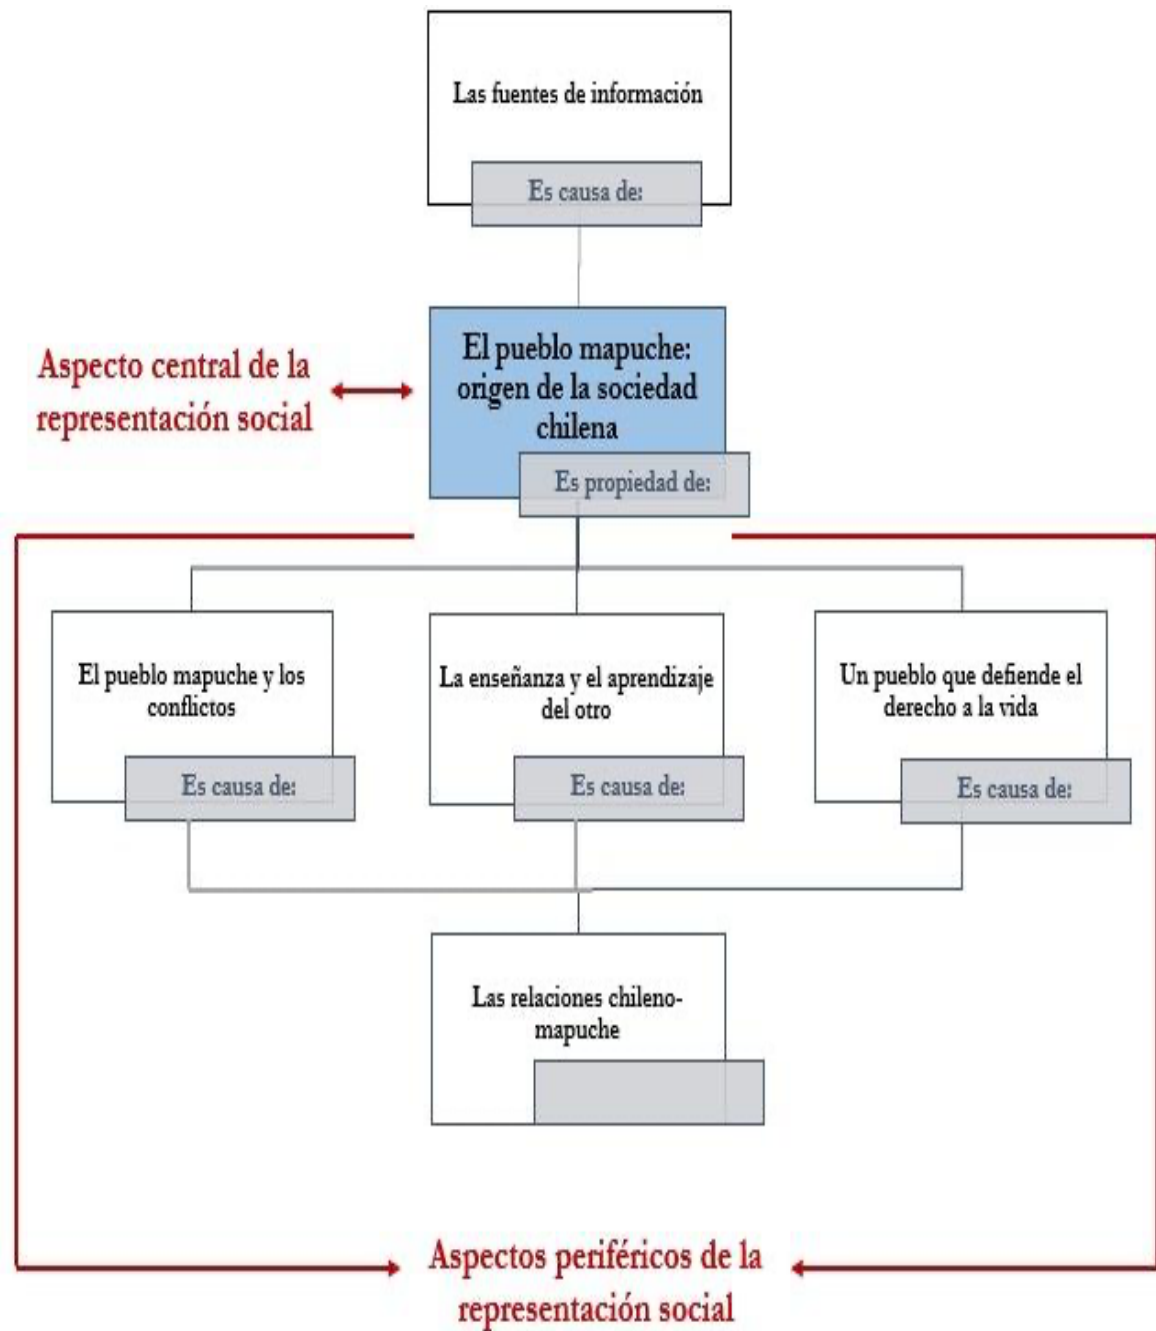 Las fuentes de información
Es causa de:
Aspecto central de la
representación social
El pueblo mapuche:
origen de la sociedad
chilena
Es propiedad de:
El pueblo mapuche y los
conflictos
Es causa de:
La enseñanza y el aprendizaje
del otro
Es causa de:
Un pueblo que defiende el
derecho a la vida
Es causa de:
Las relaciones chileno-
mapuche
Aspectos periféricos de la
representación social